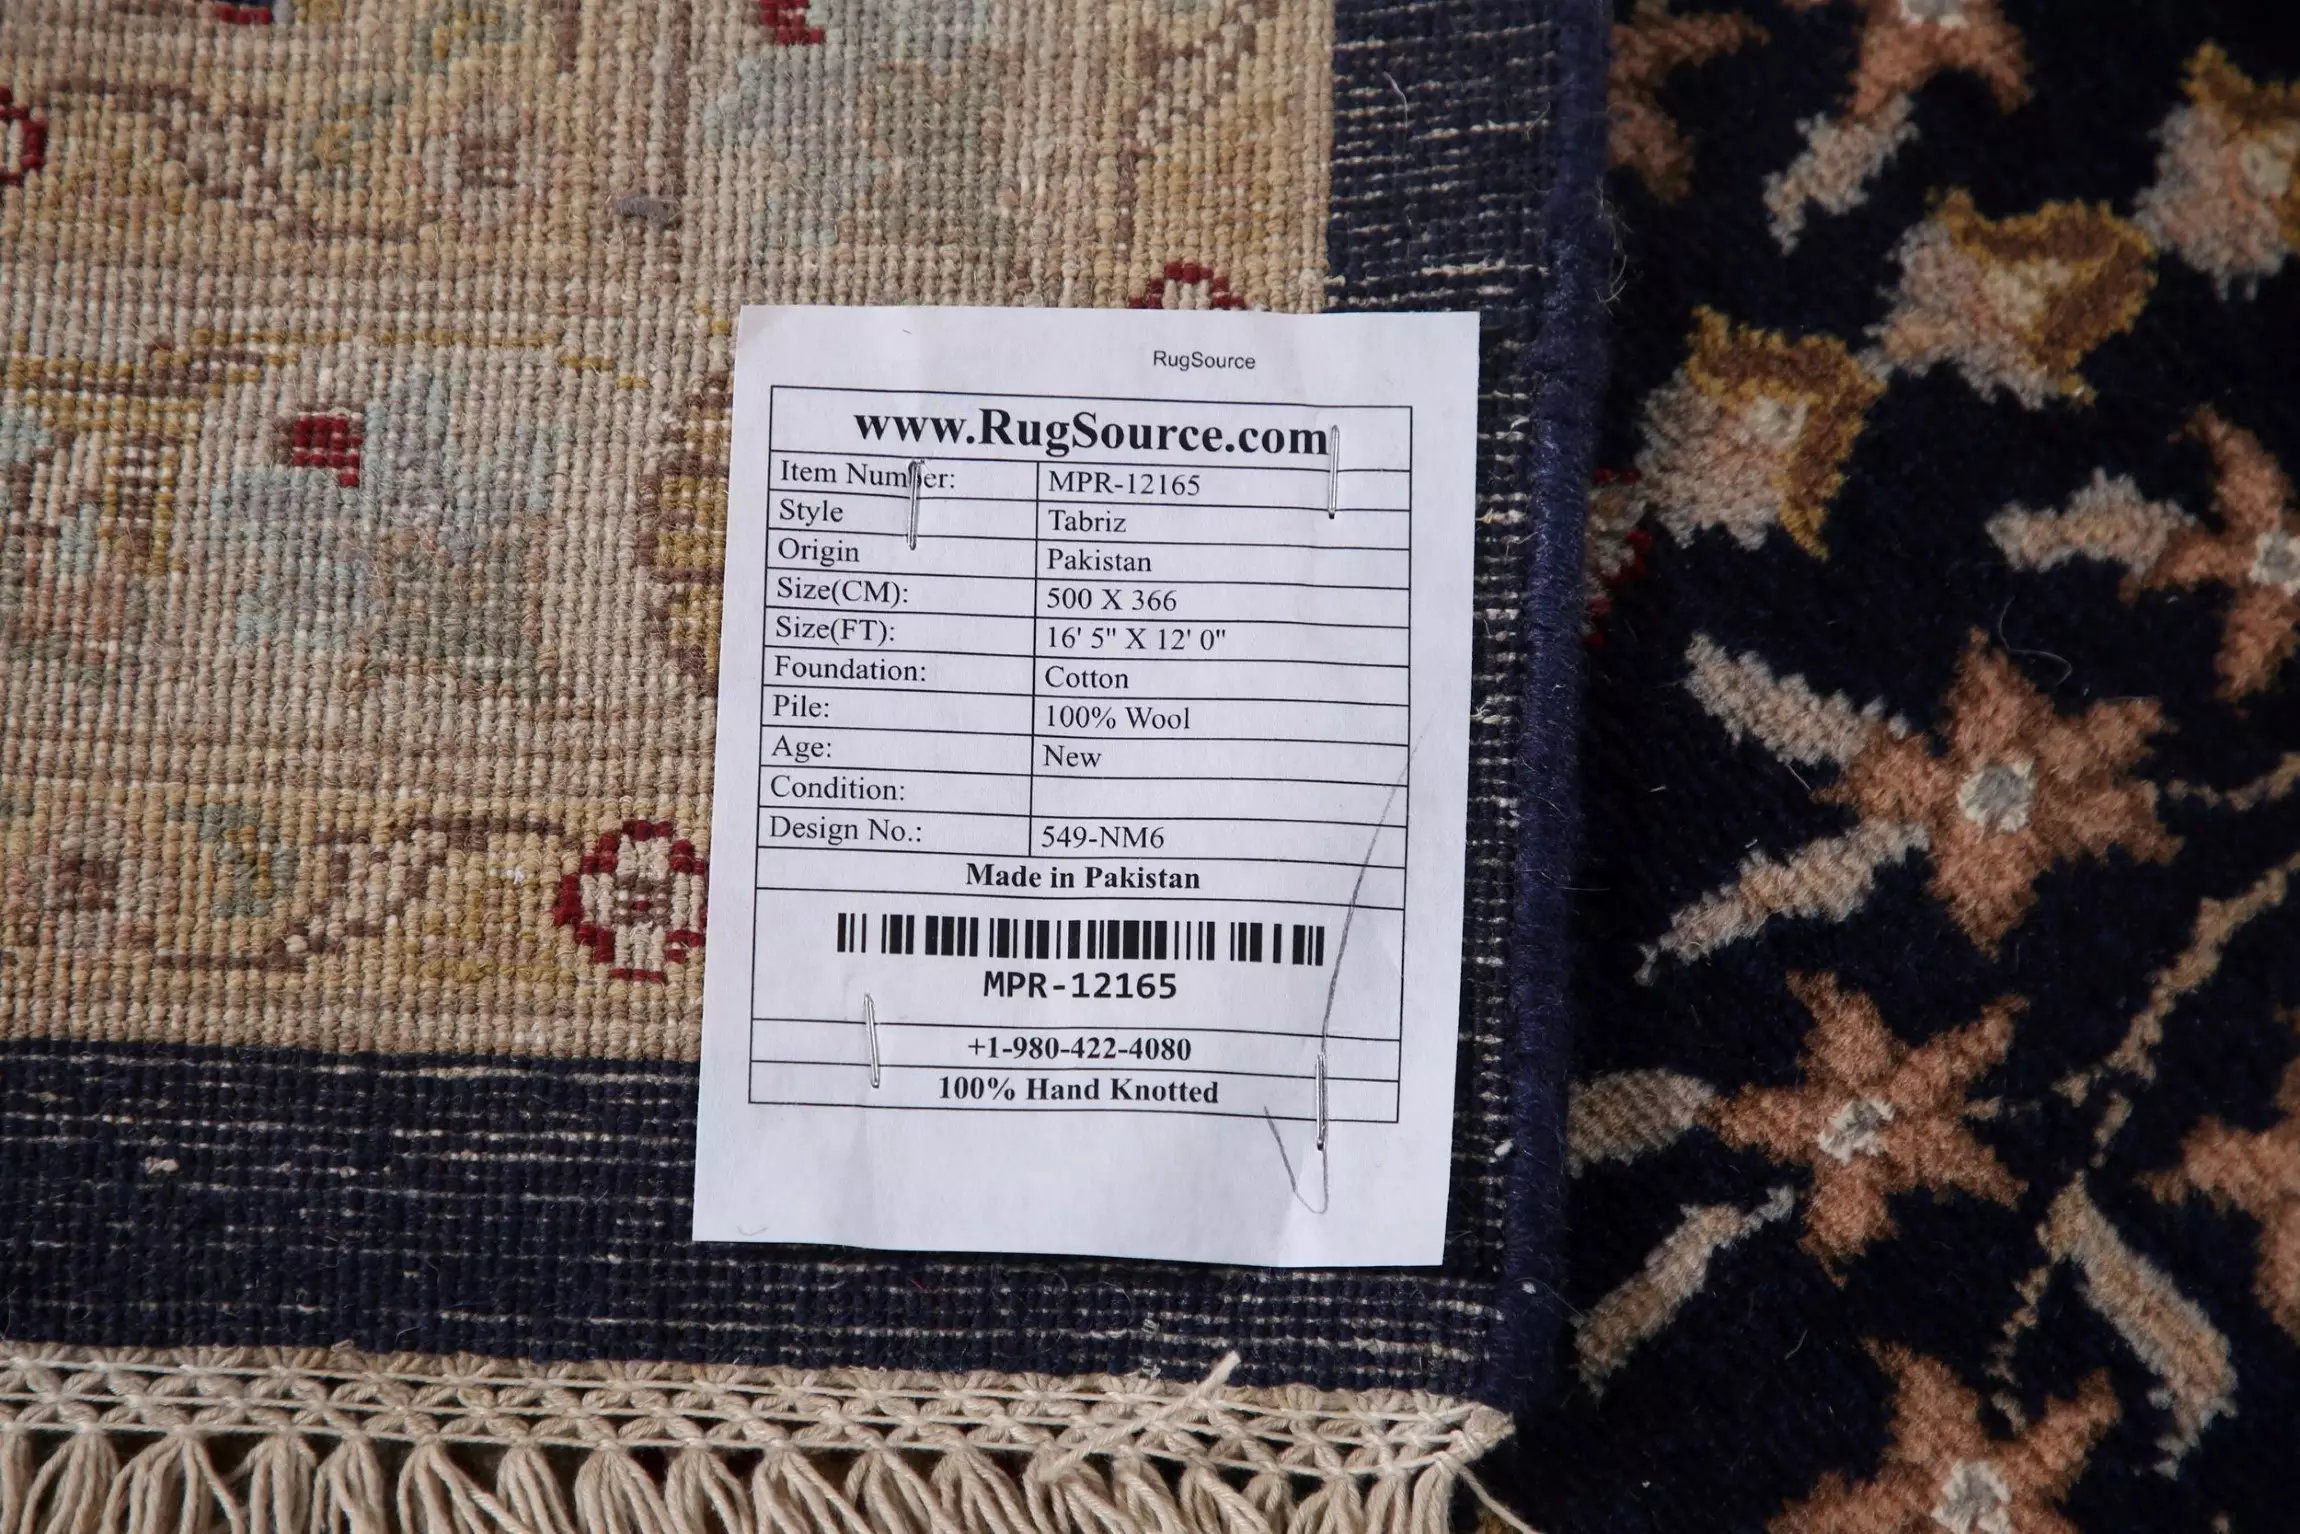 RugSource
www.RugSource.com
Item Number: MPR-12165
Style Tabriz
Origin Pakistan
Size(CM): 500 X 366
Size(FT): 16' 5" X 12' 0"
Foundation: Cotton
Pile: 100% Wool
Age: New
Condition:
Design No.: 549-NM6
Made in Pakistan
MPR-12165
+1-980-422-4080
100% Hand Knotted